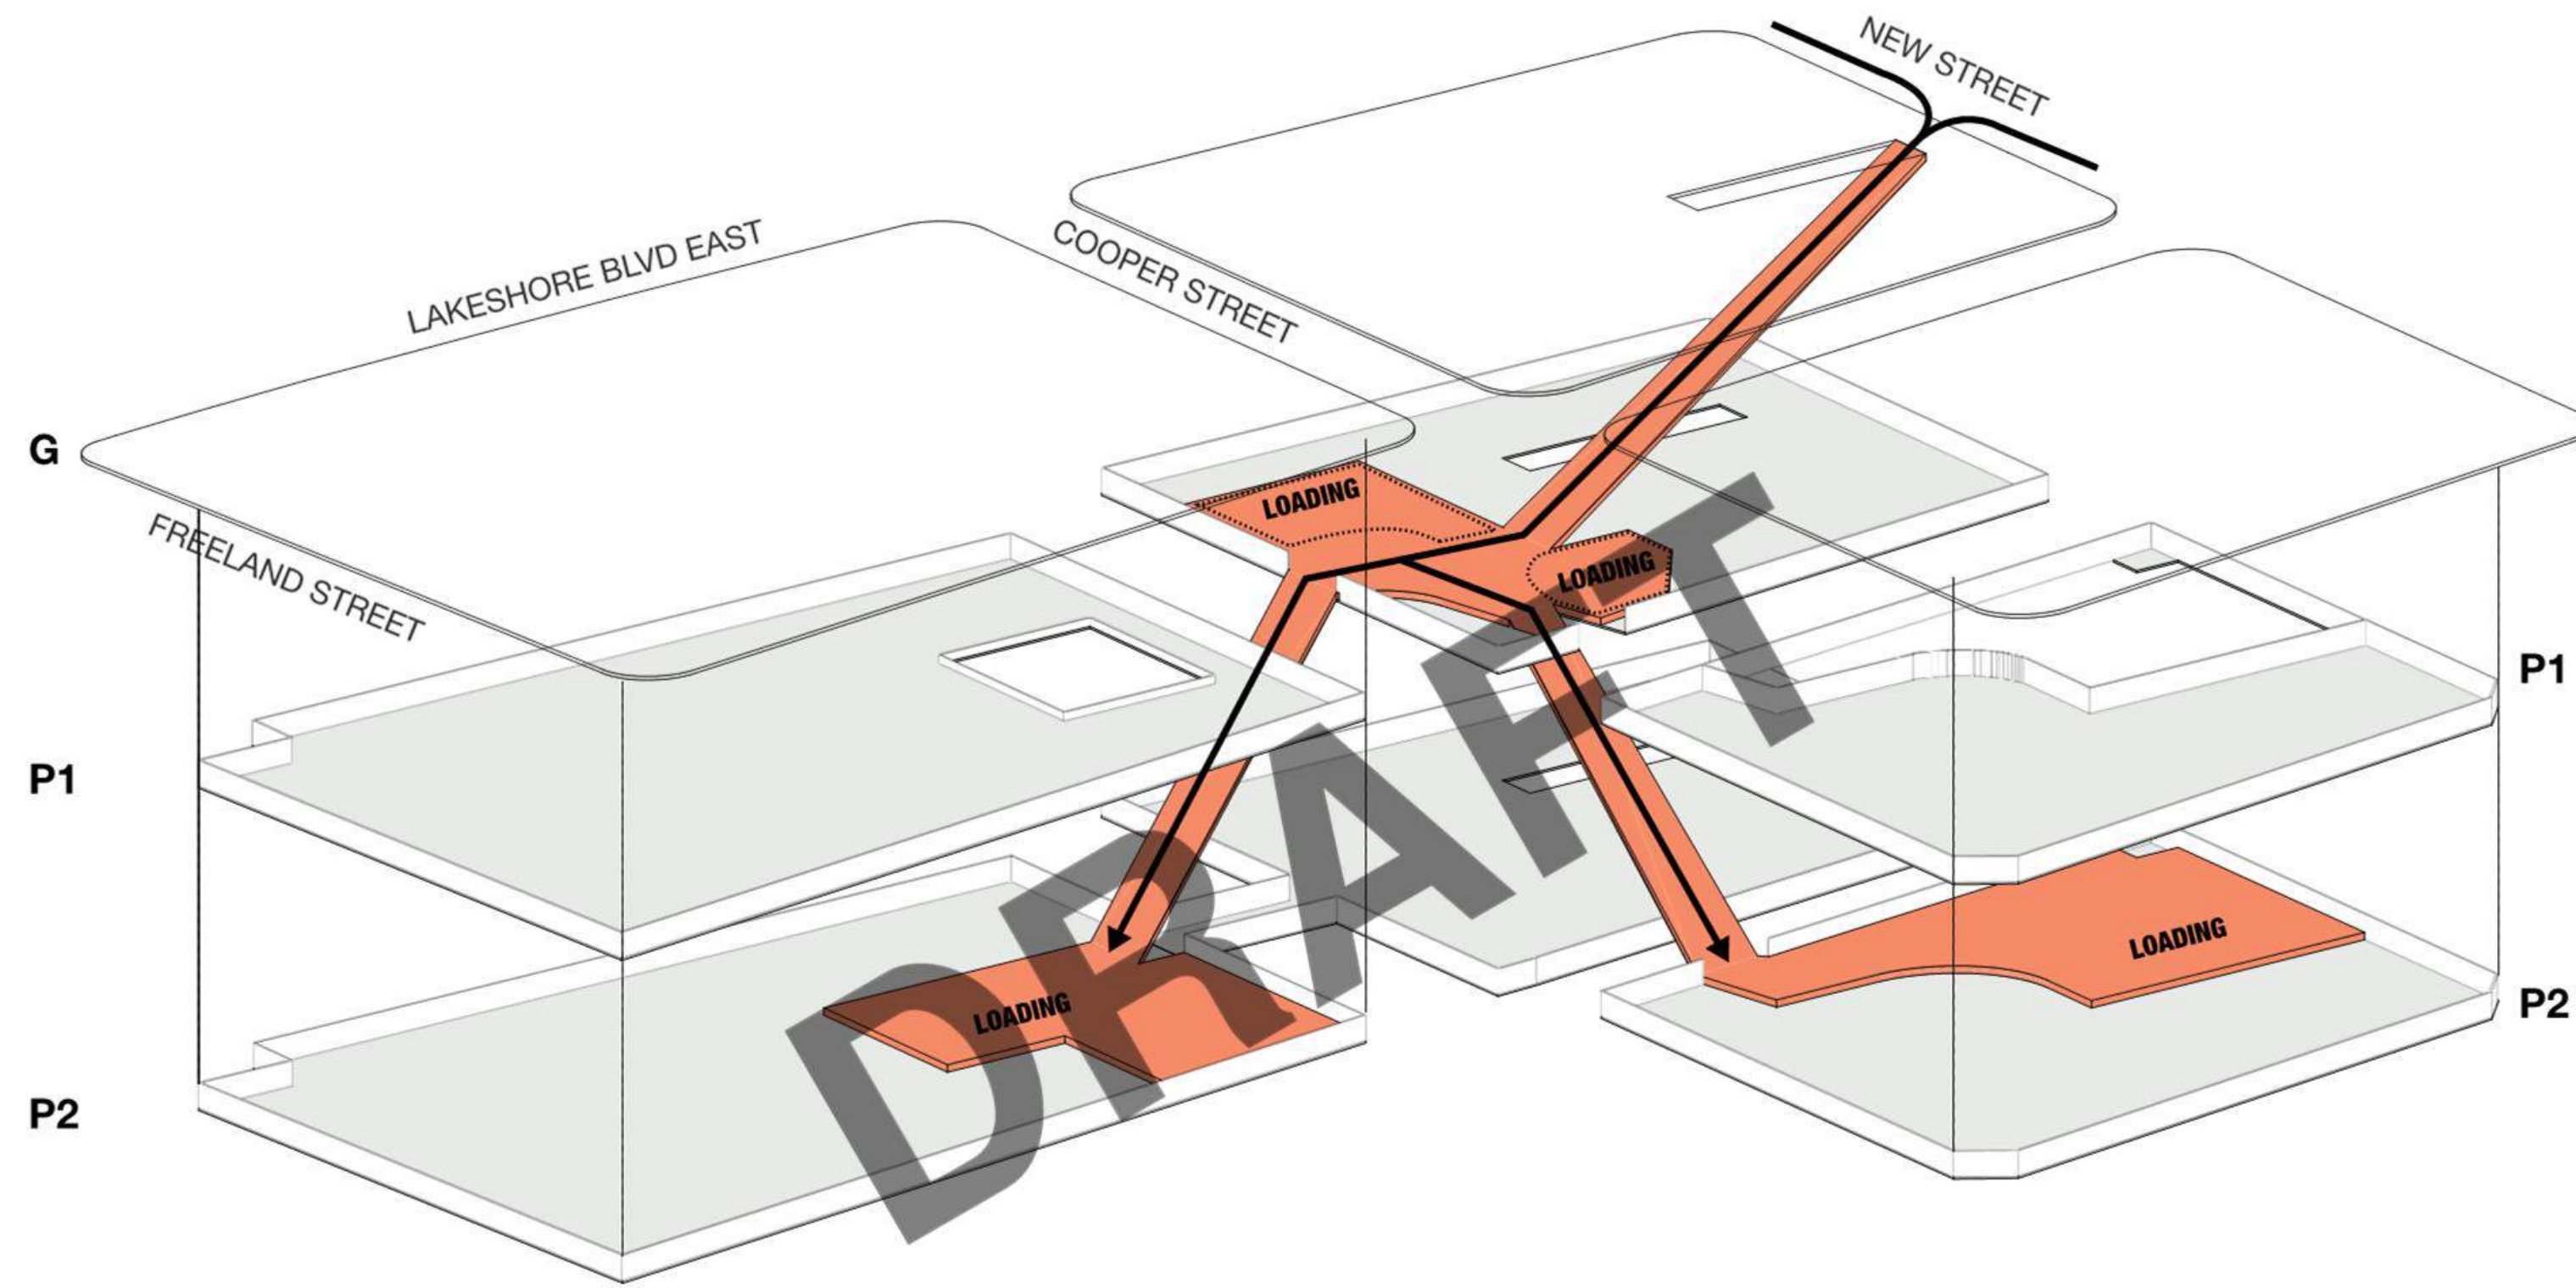 NEW STREET
LAKESHORE BLVD EAST
COOPER STREET
G
LOADING
FREELAND STREET
LOADING
P1
P1
LOADING
P2
LOADING
P2
DRAFT